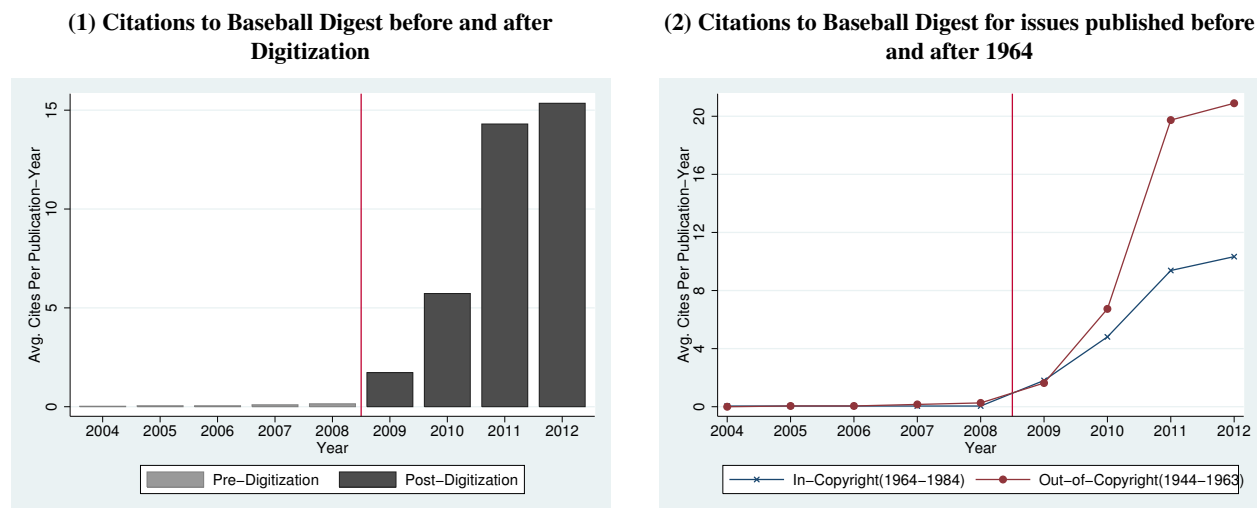 (1) Citations to Baseball Digest before and after
Digitization
Avg. Cites Per Publication−Year
15
10
5
0
2004 2005 2006 2007 2008 2009 2010 2011 2012
Year
Pre−Digitization Post−Digitization
(2) Citations to Baseball Digest for issues published before
and after 1964
Avg. Cites Per Publication−Year
20
16
12
8
4
0
2004 2005 2006 2007 2008 2009 2010 2011 2012
Year
In−Copyright(1964−1984) Out−of−Copyright(1944−1963)